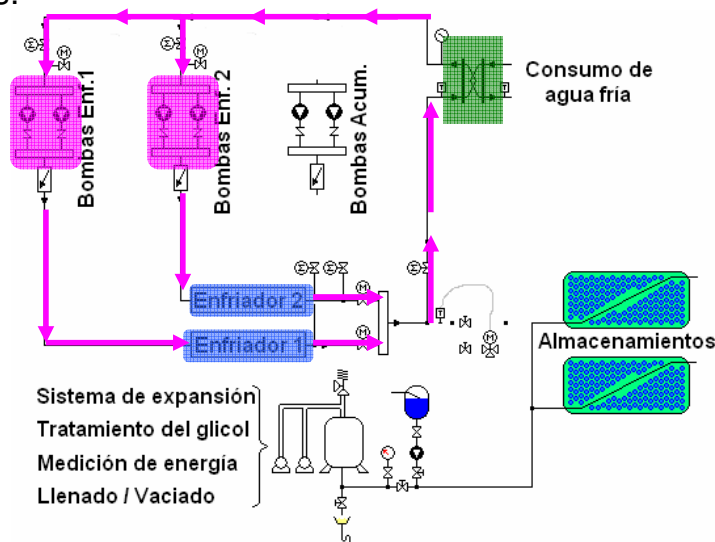 M
M
Bombas Enf.1
Bombas Enf. 2
Bombas Acum.
T
T
Consumo de
agua fría
Enfriador 2
Enfriador 1
M
M
T
M
Almacenamientos
Sistema de expansión
Tratamiento del glicol
Medición de energía
Llenado / Vaciado